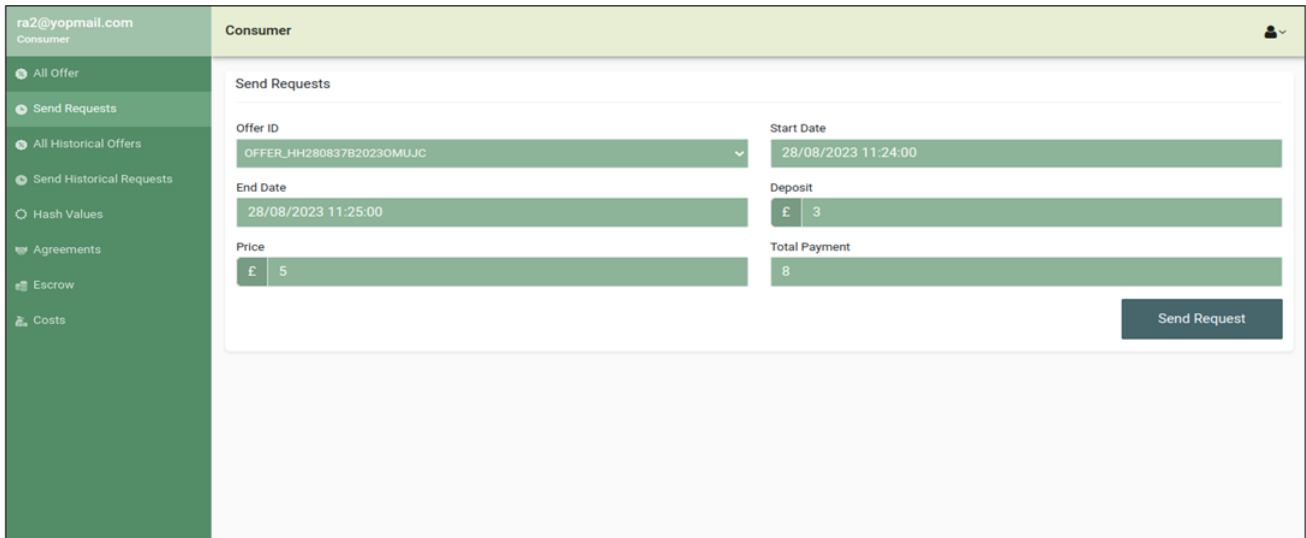 ra2@yopmail.com
Consumer
All Offer
Send Requests
All Historical Offers
Send Historical Requests
Hash Values
Agreements
Escrow
Costs
Consumer
Send Requests
Offer ID
OFFER_HH280837B2023OMUJC
Start Date
28/08/2023 11:24:00
End Date
28/08/2023 11:25:00
Deposit
£ 3
Price
£ 5
Total Payment
8
Send Request